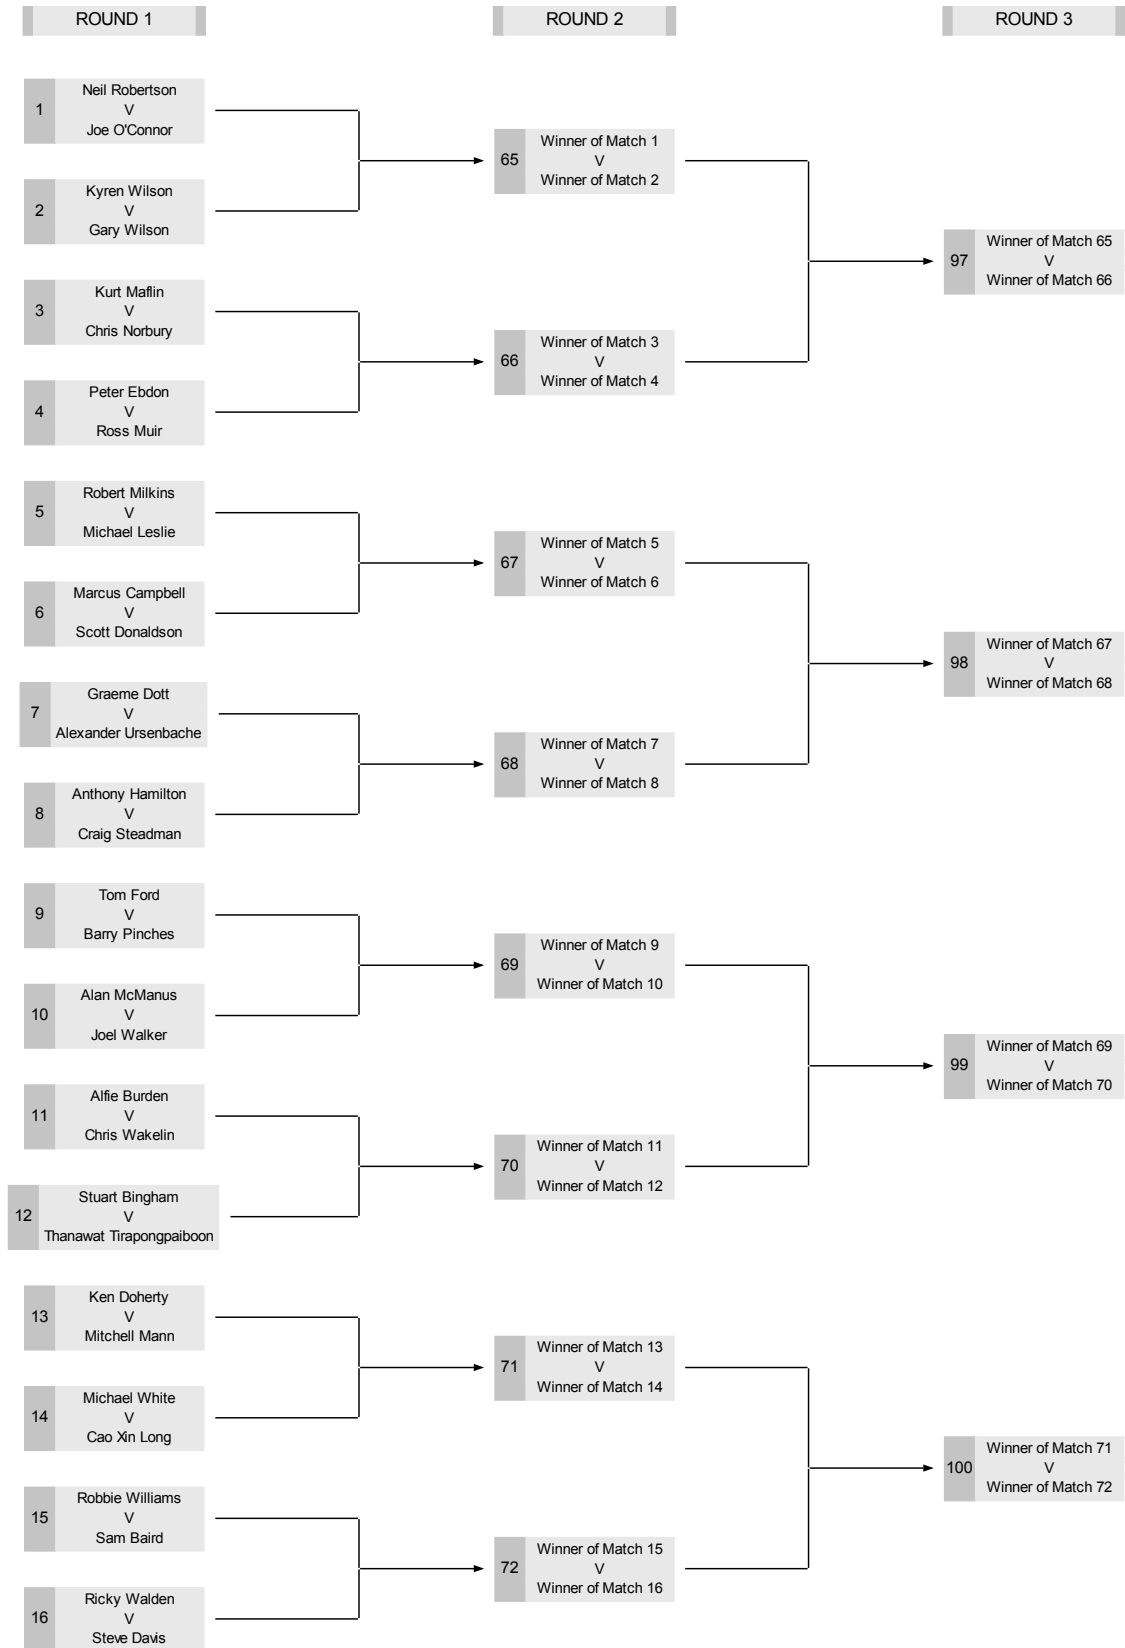 ROUND 1
ROUND 2
ROUND 3
1
Neil Robertson
V
Joe O'Connor
2
Kyren Wilson
V
Gary Wilson
3
Kurt Maflin
V
Chris Norbury
4
Peter Ebdon
V
Ross Muir
5
Robert Milkins
V
Michael Leslie
6
Marcus Campbell
V
Scott Donaldson
7
Graeme Dott
V
Alexander Ursenbache
8
Anthony Hamilton
V
Craig Steadman
9
Tom Ford
V
Barry Pinches
10
Alan McManus
V
Joel Walker
11
Alfie Burden
V
Chris Wakelin
12
Stuart Bingham
V
Thanawat Tirapongpaiboon
13
Ken Doherty
V
Mitchell Mann
14
Michael White
V
Cao Xin Long
15
Robbie Williams
V
Sam Baird
16
Ricky Walden
V
Steve Davis
65
Winner of Match 1
V
Winner of Match 2
66
Winner of Match 3
V
Winner of Match 4
67
Winner of Match 5
V
Winner of Match 6
68
Winner of Match 7
V
Winner of Match 8
69
Winner of Match 9
V
Winner of Match 10
70
Winner of Match 11
V
Winner of Match 12
71
Winner of Match 13
V
Winner of Match 14
72
Winner of Match 15
V
Winner of Match 16
97
Winner of Match 65
V
Winner of Match 66
98
Winner of Match 67
V
Winner of Match 68
99
Winner of Match 69
V
Winner of Match 70
100
Winner of Match 71
V
Winner of Match 72